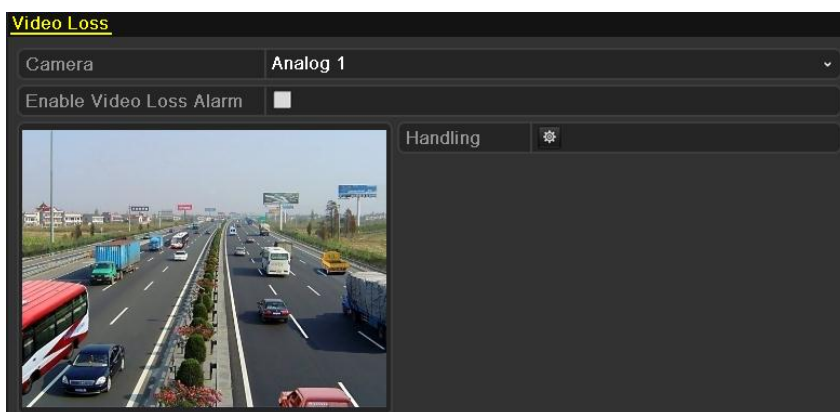 Video Loss
Camera Analog 1
Enable Video Loss Alarm
Handling